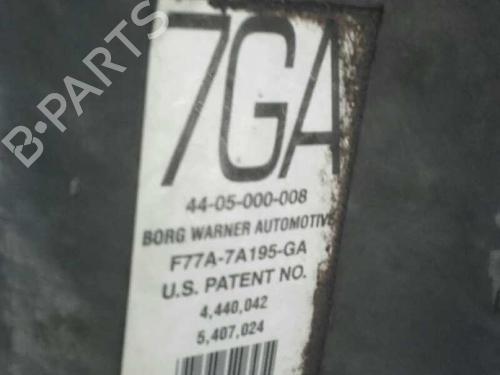 B-PARTS
7GA
44-05-000-008
BORG WARNER AUTOMOTIVE
F77A-7A195-GA
U.S. PATENT NO.
4,440,042
5,407,024